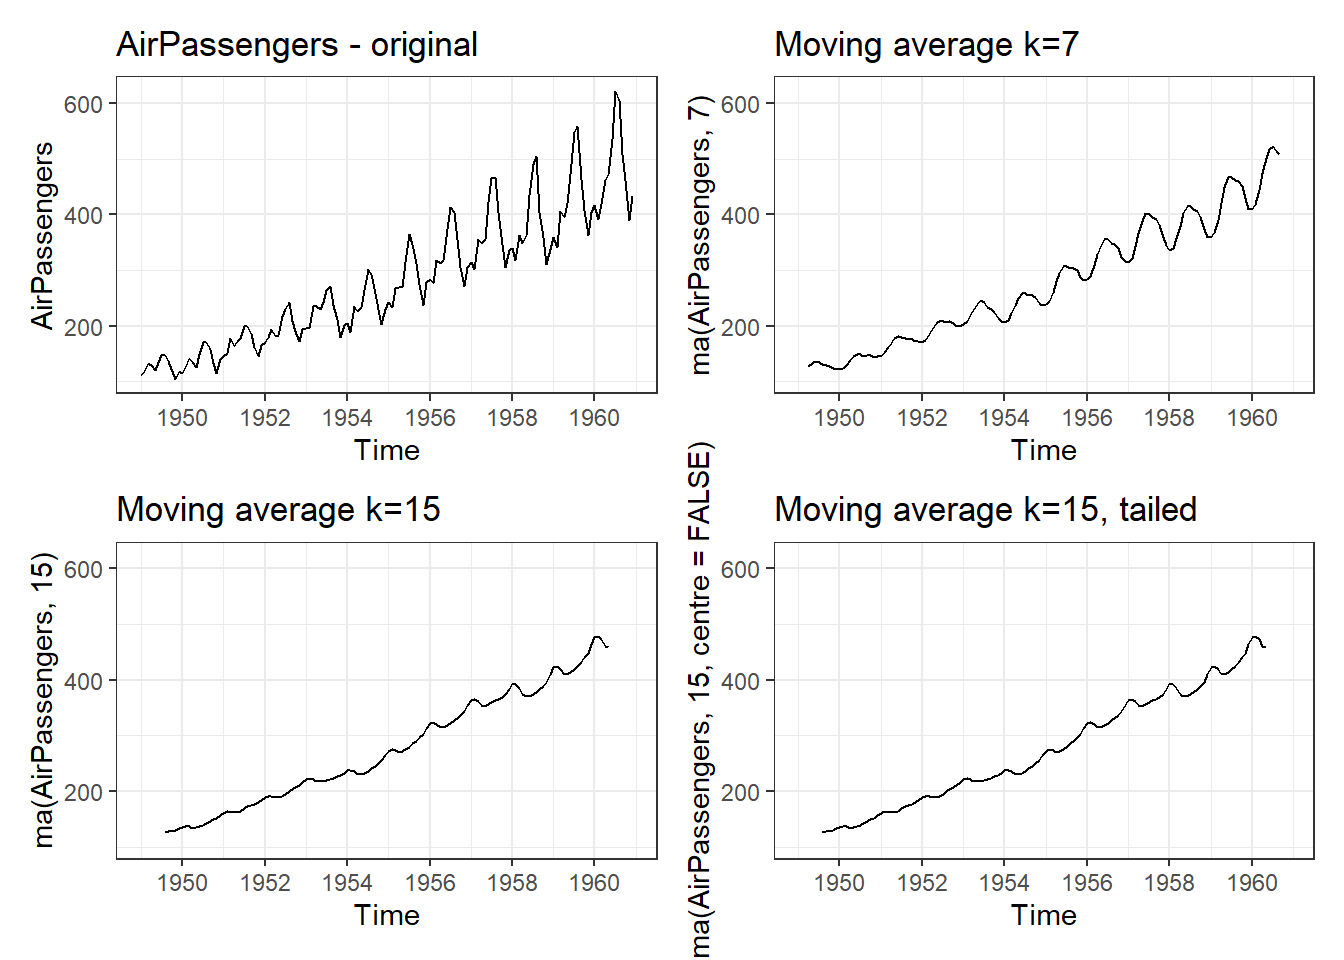 AirPassengers - original
AirPassengers
600
400
200
1950 1952 1954 1956 1958 1960
Time
Moving average k=7
ma(AirPassengers, 7)
600
400
200
1950 1952 1954 1956 1958 1960
Time
Moving average k=15
ma(AirPassengers, 15)
600
400
200
1950 1952 1954 1956 1958 1960
Time
Moving average k=15, tailed
ma(AirPassengers, 15, centre = FALSE)
600
400
200
1950 1952 1954 1956 1958 1960
Time